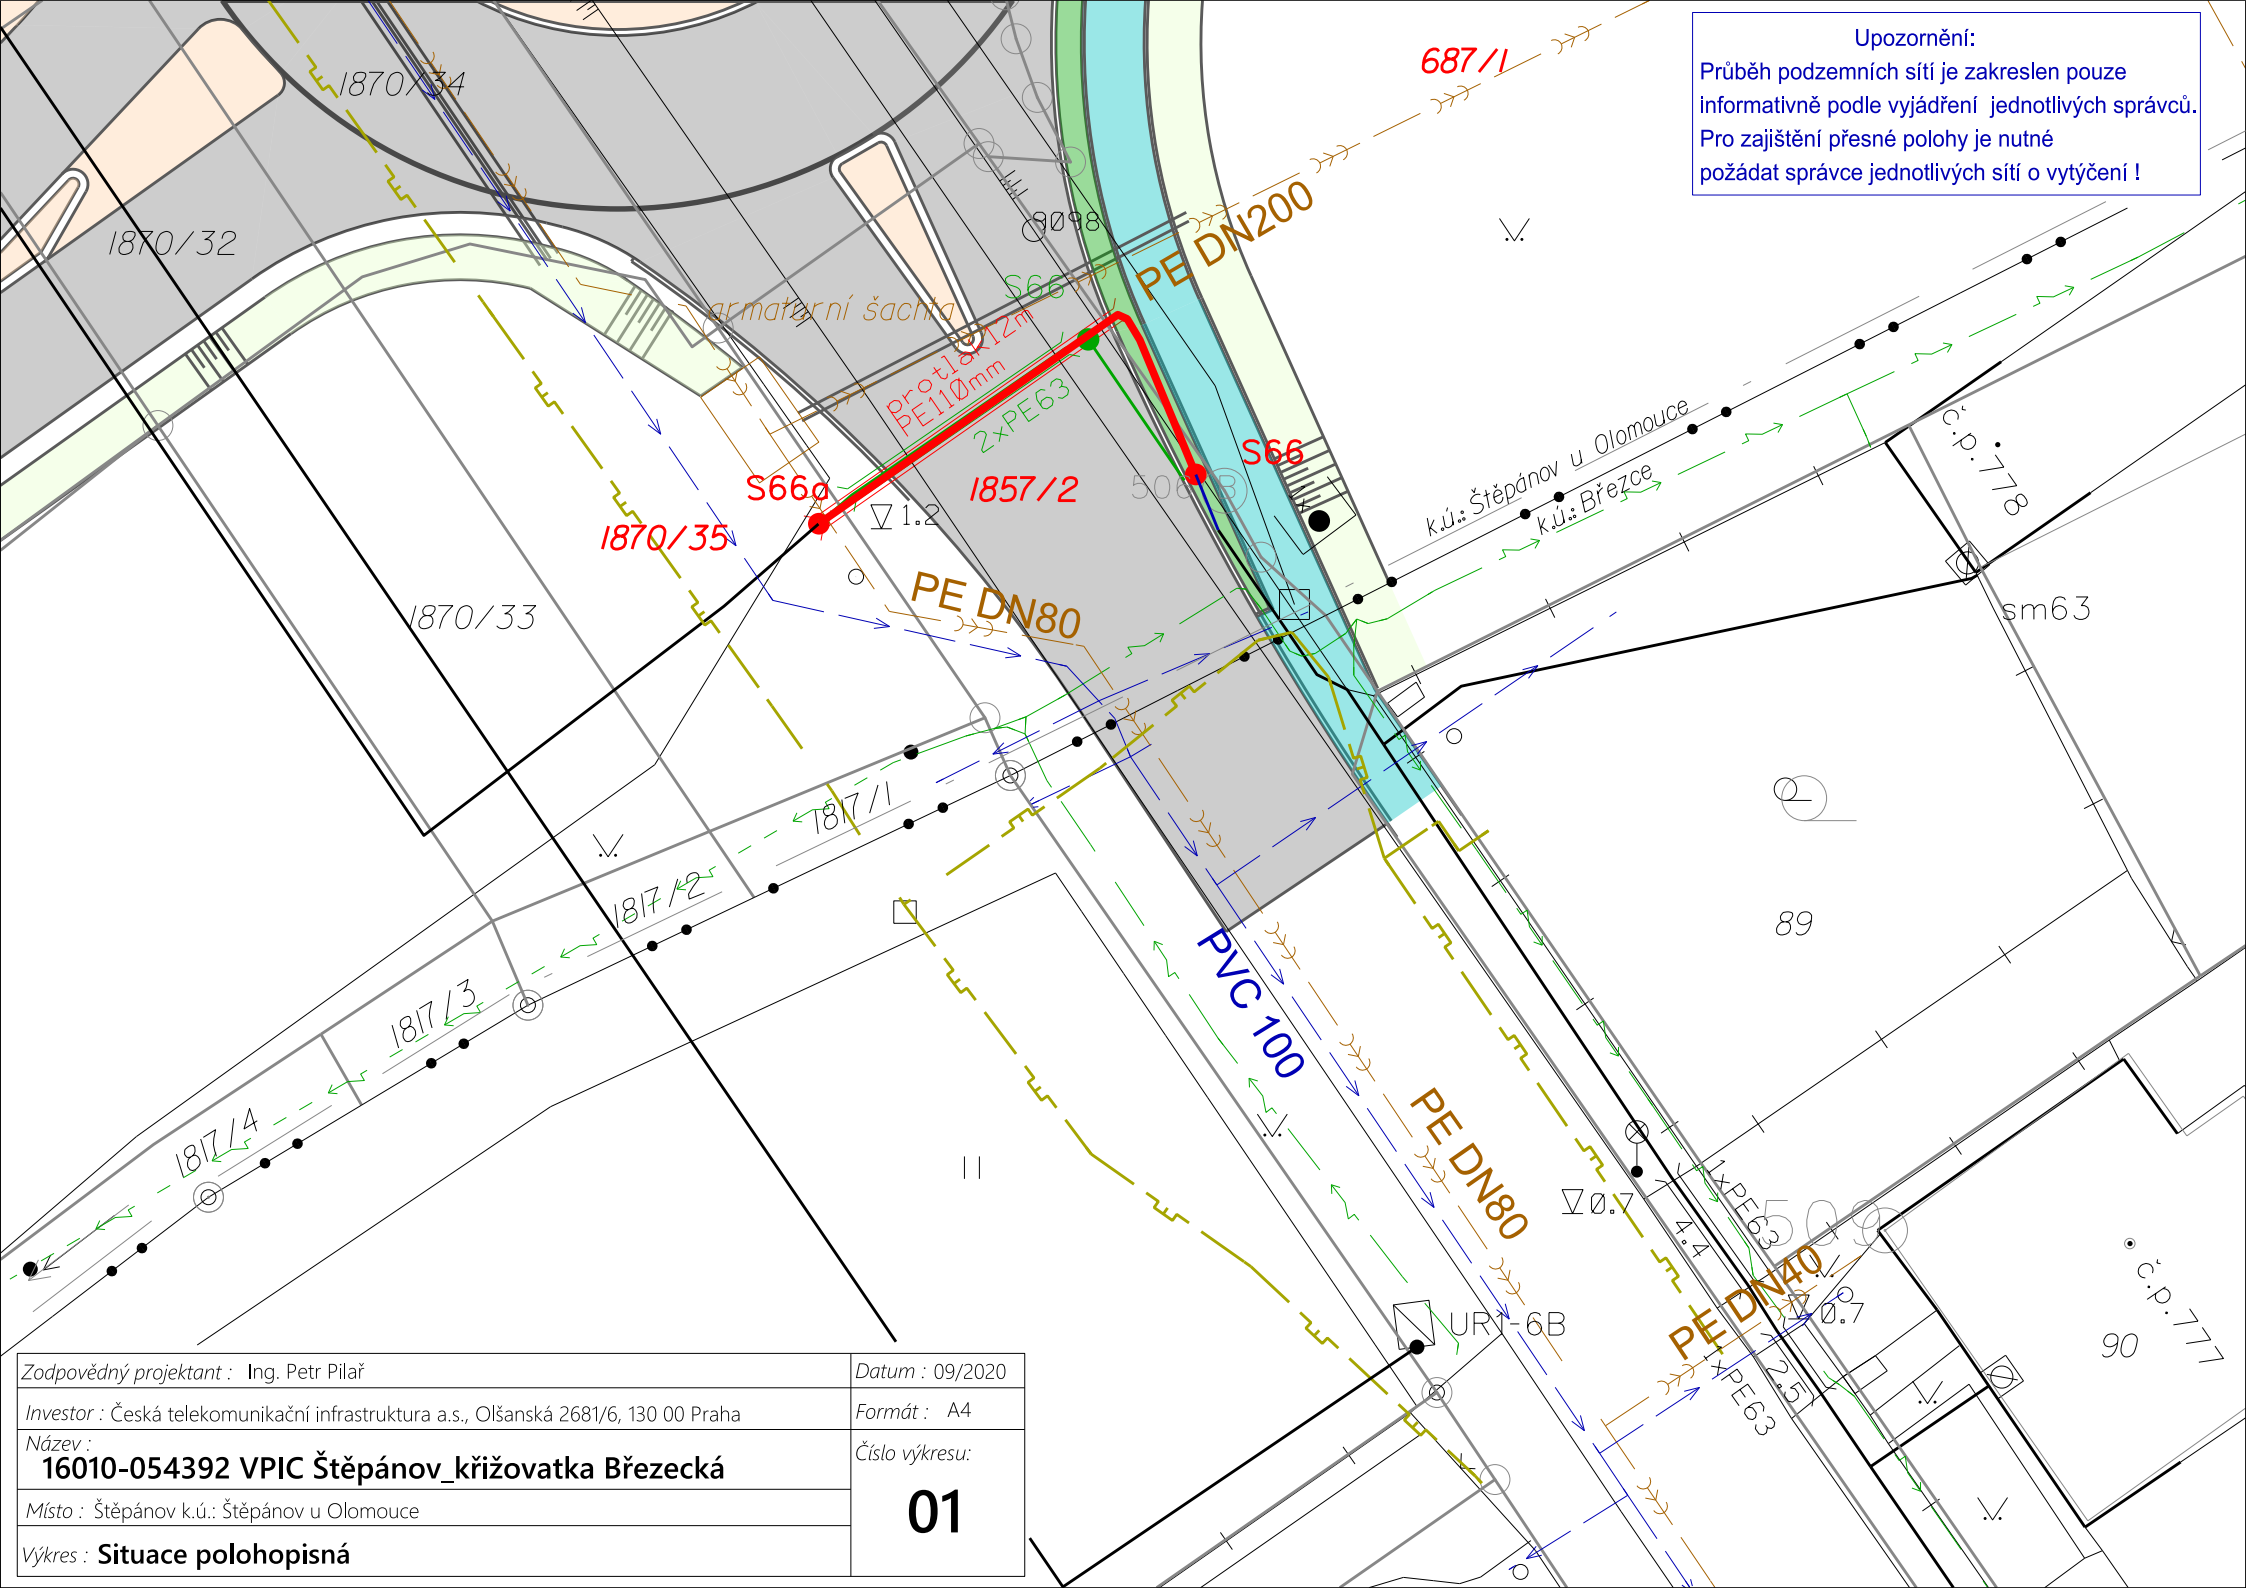 Upozornění:
Průběh podzemních sítí je zakreslen pouze
informativně podle vyjádření jednotlivých správců.
Pro zajištění přesné polohy je nutné
požádat správce jednotlivých sítí o vytýčení !
687/1
1870/34
1870/32
9098
PE DN200
S66
armaturní šachta
protlak12m
PE110mm
2xPE63
S66
S66a
1857/2
1.2
1870/35
k.ú.: Štěpánov u Olomouce
k.ú.: Březce
č.p.778
sm63
1870/33
PE DN80
1817/1
1817/2
1817/3
1817/4
89
PVC 100
PE DN80
0.7
1xPE63
4.4
509
PE DN40
0.7
č.p.777
90
UR1-6B
1xPE63
2.5
Zodpovědný projektant : Ing. Petr Pilař
Datum : 09/2020
Investor : Česká telekomunikační infrastruktura a.s., Olšanská 2681/6, 130 00 Praha
Formát : A4
Název :
16010-054392 VPIC Štěpánov_křižovatka Březecká
Číslo výkresu:
01
Místo : Štěpánov k.ú.: Štěpánov u Olomouce
Výkres : Situace polohopisná